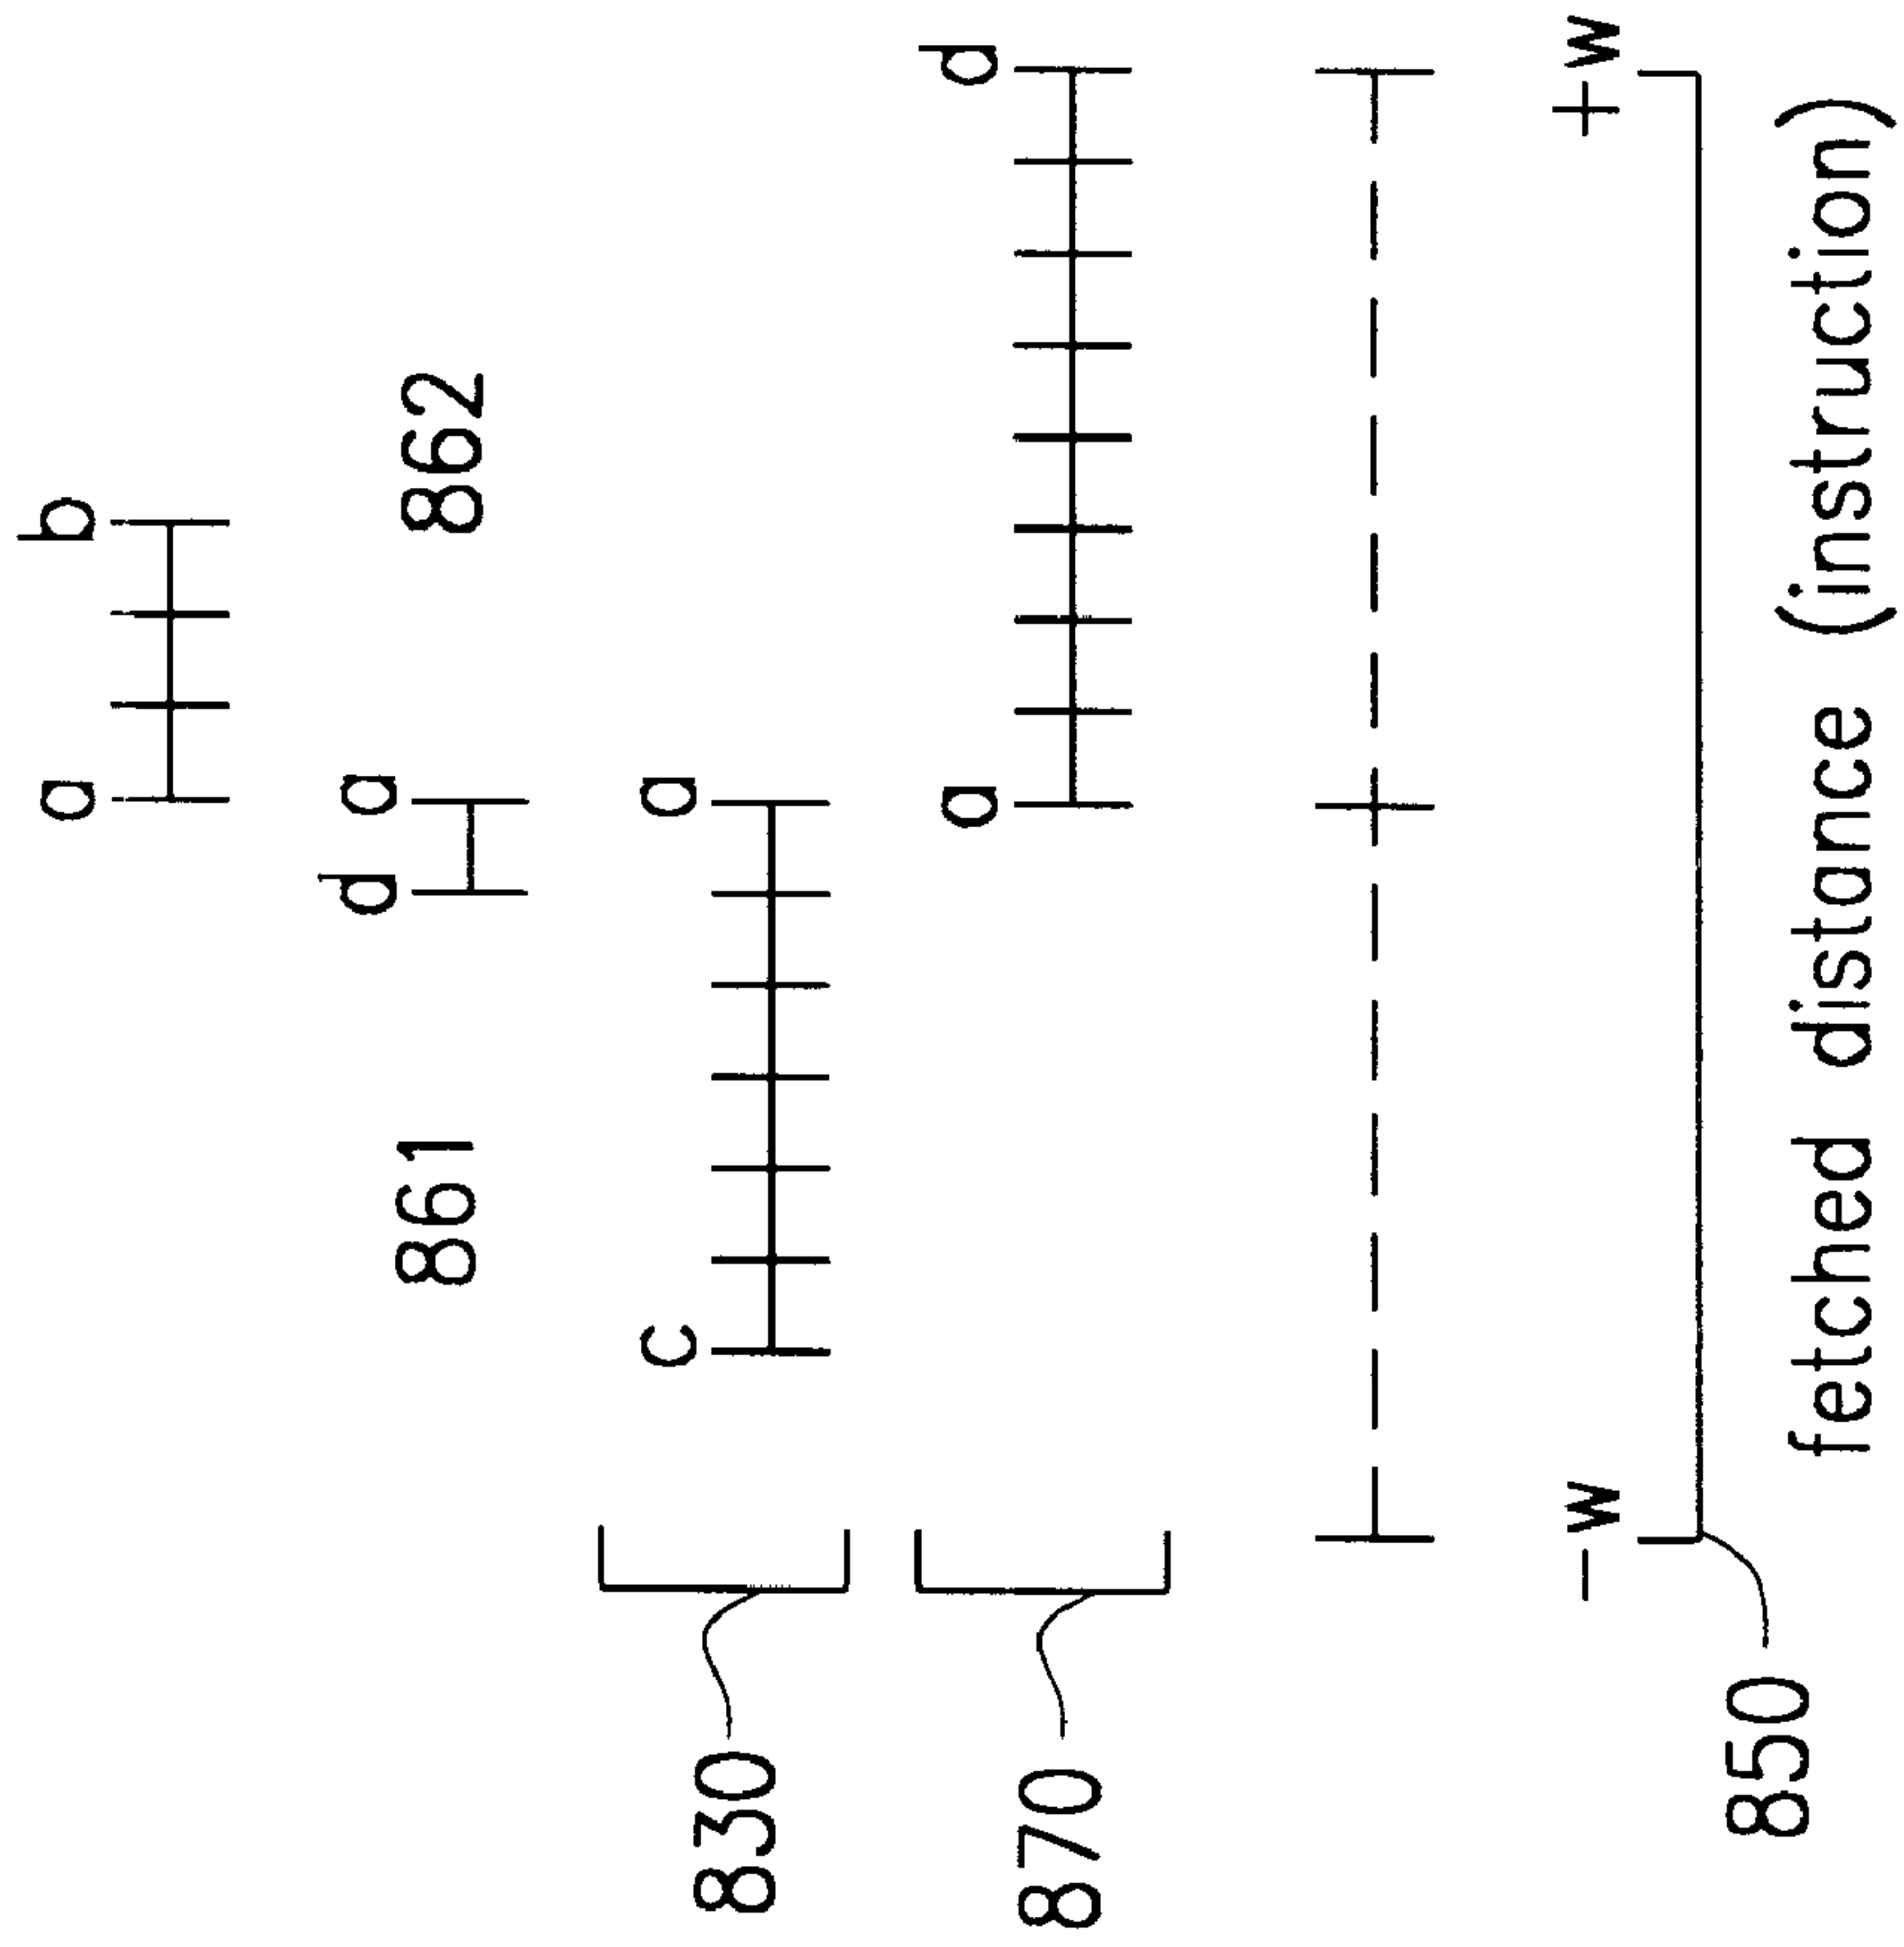 a b
d a
861 862
c a
830
a d
870
-w +w
850
fetched distance (instruction)